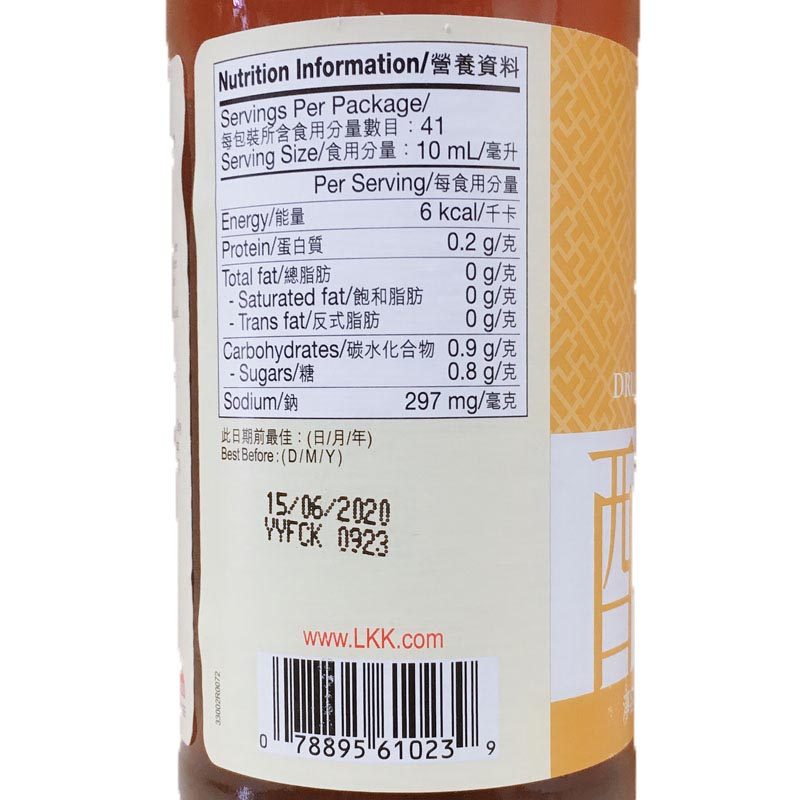 Nutrition Information/營養資料
Servings Per Package/
每包裝所含食用分量數目：41
Serving Size/食用分量：10 mL/毫升
Per Serving/每食用分量
Energy/能量 6 kcal/千卡
Protein/蛋白質 0.2 g/克
Total fat/總脂肪 0 g/克
- Saturated fat/飽和脂肪 0 g/克
- Trans fat/反式脂肪 0 g/克
Carbohydrates/碳水化合物 0.9 g/克
- Sugars/糖 0.8 g/克
Sodium/鈉 297 mg/毫克
此日期前最佳：(日/月/年)
Best Before：(D/M/Y)
15/06/2020
YYFCK 0923
www.LKK.com
33002R0072
0 78895 61023 9